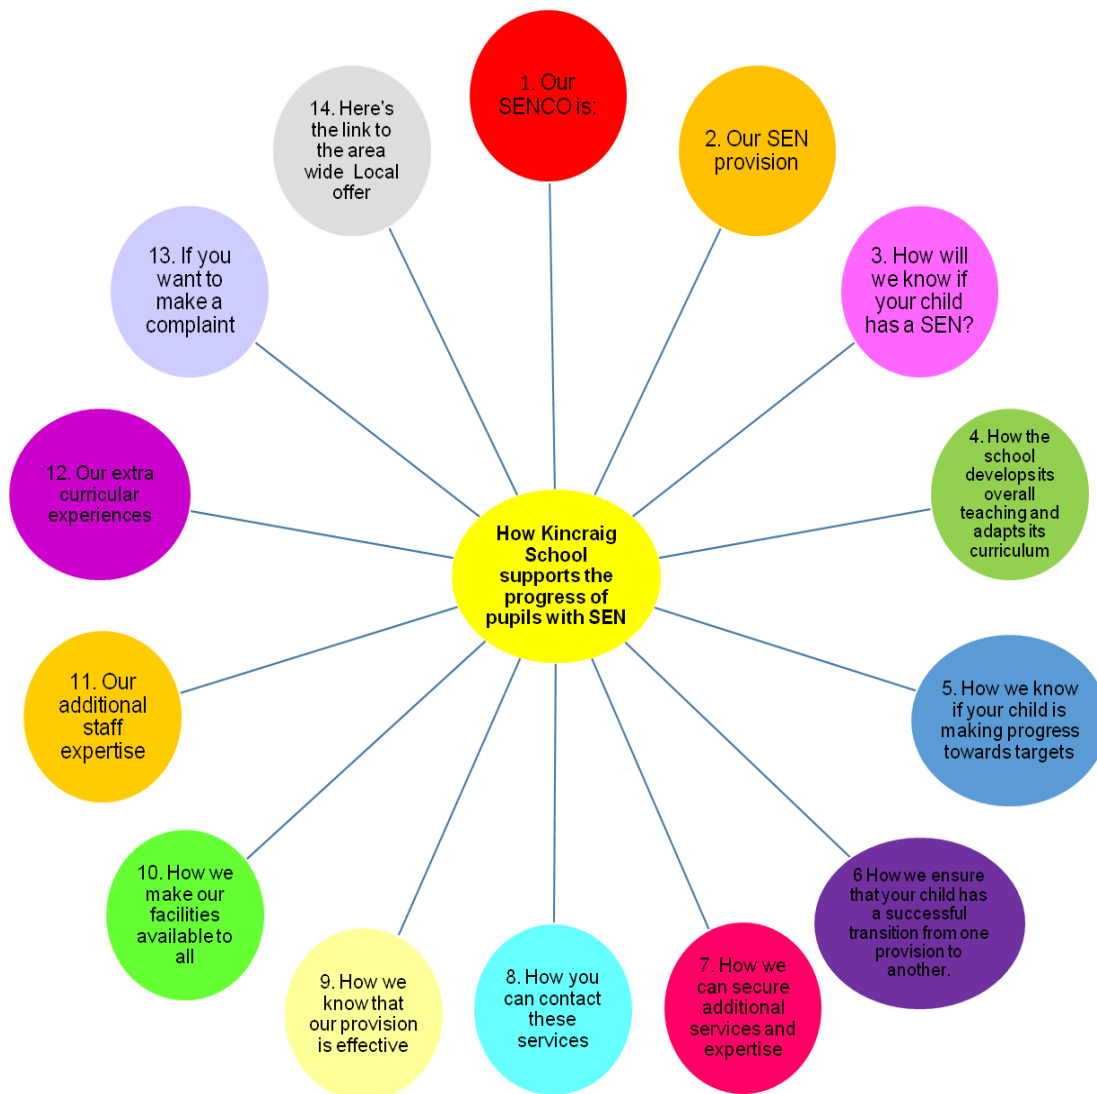 1. Our
SENCO is:
2. Our SEN
provision
3. How will
we know if
your child
has a SEN?
4. How the
school
develops its
overall
teaching and
adapts its
curriculum
5. How we know
if your child is
making progress
towards targets
6 How we ensure
that your child has
a successful
transition from one
provision to
another.
7. How we
can secure
additional
services and
expertise
8. How you
can contact
these
services
9. How we
know that
our provision
is effective
10. How we
make our
facilities
available to
all
11. Our
additional
staff
expertise
12. Our extra
curricular
experiences
13. If you
want to
make a
complaint
14. Here's
the link to
the area
wide Local
offer
How Kincraig
School
supports the
progress of
pupils with SEN